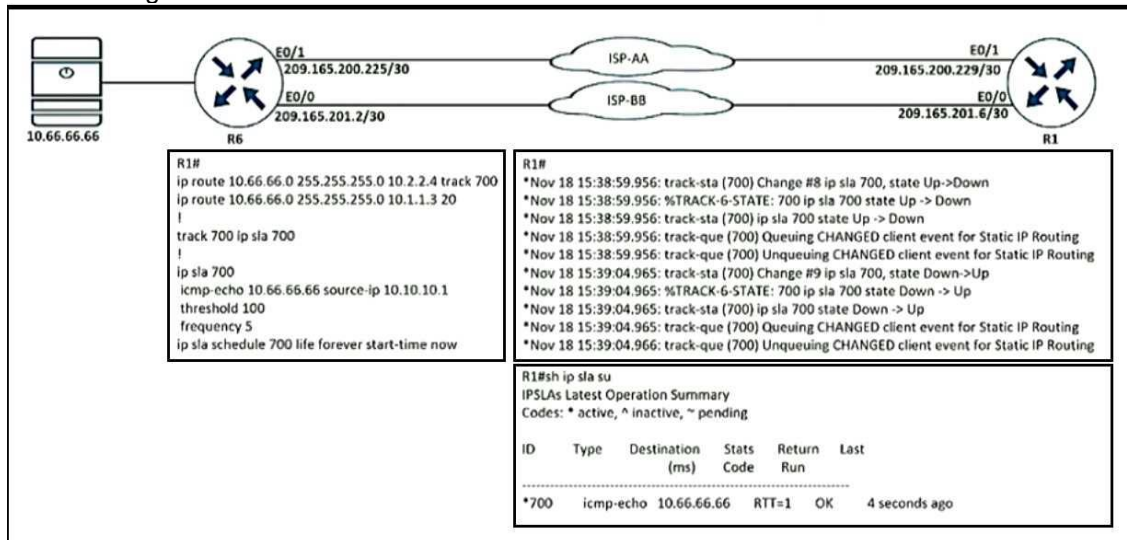 E0/1
209.165.200.225/30
ISP-AA
E0/1
209.165.200.229/30
E0/0
209.165.201.2/30
ISP-BB
E0/0
209.165.201.6/30
10.66.66.66
R6
R1
R1#
ip route 10.66.66.0 255.255.255.0 10.2.2.4 track 700
ip route 10.66.66.0 255.255.255.0 10.1.1.3 20
!
track 700 ip sla 700
!
ip sla 700
icmp-echo 10.66.66.66 source-ip 10.10.10.1
threshold 100
frequency 5
ip sla schedule 700 life forever start-time now
R1#
*Nov 18 15:38:59.956: track-sta (700) Change #8 ip sla 700, state Up->Down
*Nov 18 15:38:59.956: %TRACK-6-STATE: 700 ip sla 700 state Up -> Down
*Nov 18 15:38:59.956: track-sta (700) ip sla 700 state Up -> Down
*Nov 18 15:38:59.956: track-que (700) Queuing CHANGED client event for Static IP Routing
*Nov 18 15:38:59.956: track-que (700) Unqueuing CHANGED client event for Static IP Routing
*Nov 18 15:39:04.965: track-sta (700) Change #9 ip sla 700, state Down->Up
*Nov 18 15:39:04.965: %TRACK-6-STATE: 700 ip sla 700 state Down -> Up
*Nov 18 15:39:04.965: track-sta (700) ip sla 700 state Down -> Up
*Nov 18 15:39:04.965: track-que (700) Queuing CHANGED client event for Static IP Routing
*Nov 18 15:39:04.966: track-que (700) Unqueuing CHANGED client event for Static IP Routing
R1#sh ip sla su
IPSLAs Latest Operation Summary
Codes: * active, ^ inactive, ~ pending
ID Type Destination Stats Return Last
(ms) Code Run
*700 icmp-echo 10.66.66.66 RTT=1 OK 4 seconds ago